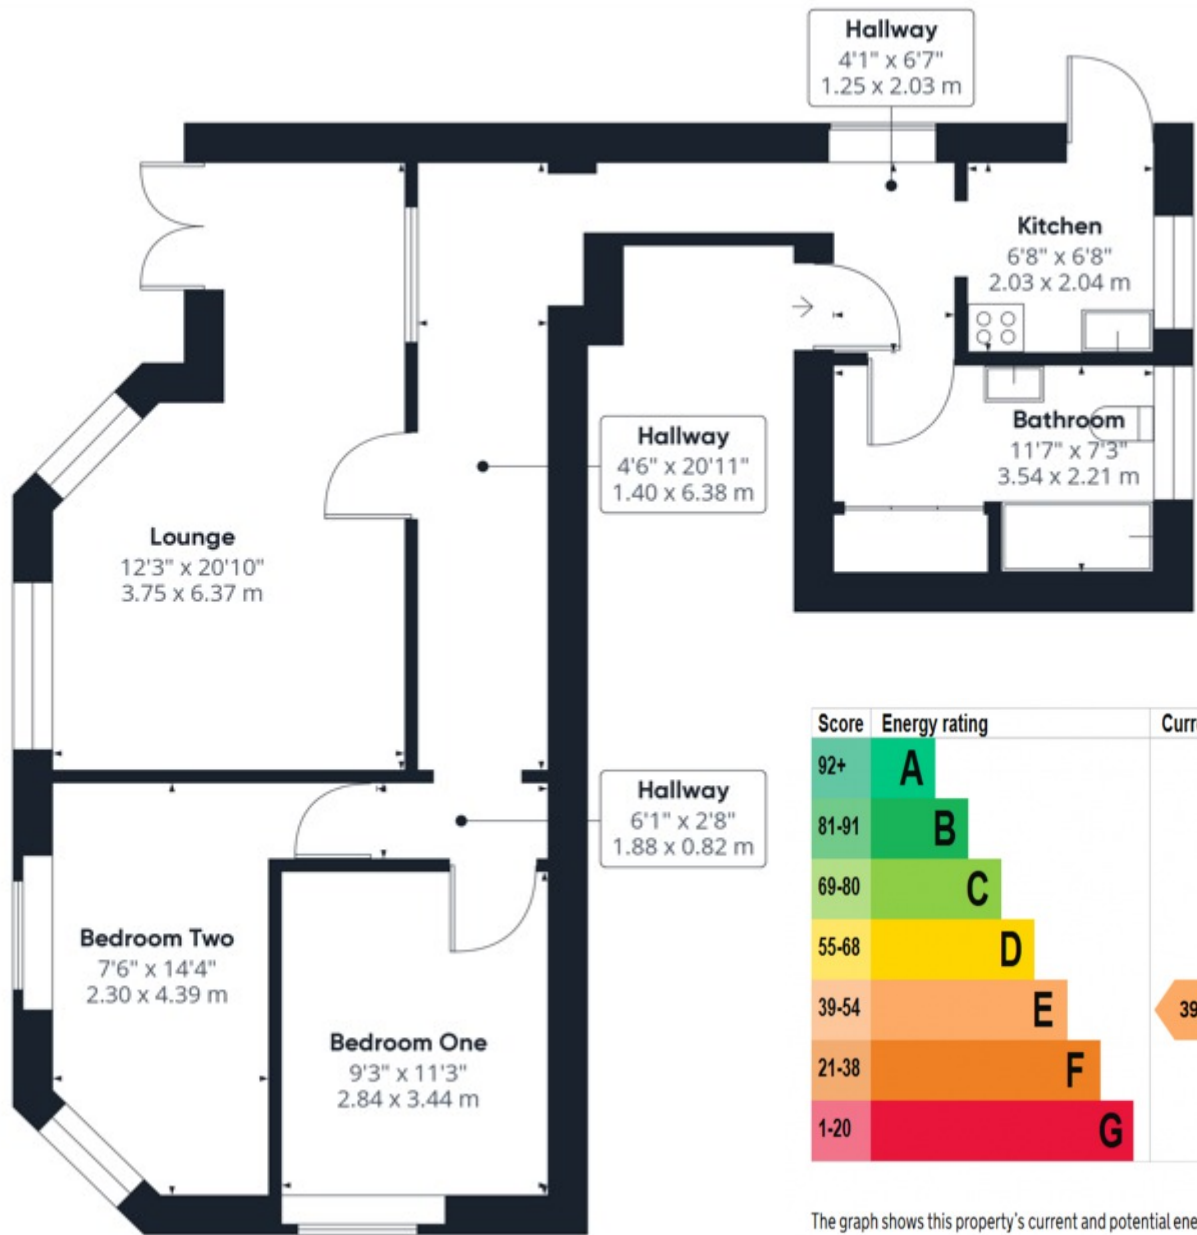 Hallway
4'1" x 6'7"
1.25 x 2.03 m
Kitchen
6'8" x 6'8"
2.03 x 2.04 m
Hallway
4'6" x 20'11"
1.40 x 6.38 m
Bathroom
11'7" x 7'3"
3.54 x 2.21 m
Lounge
12'3" x 20'10"
3.75 x 6.37 m
Hallway
6'1" x 2'8"
1.88 x 0.82 m
Bedroom Two
7'6" x 14'4"
2.30 x 4.39 m
Bedroom One
9'3" x 11'3"
2.84 x 3.44 m
Score Energy rating Curr
92+ A
81-91 B
69-80 C
55-68 D
39-54 E 39
21-38 F
1-20 G
The graph shows this property's current and potential ene